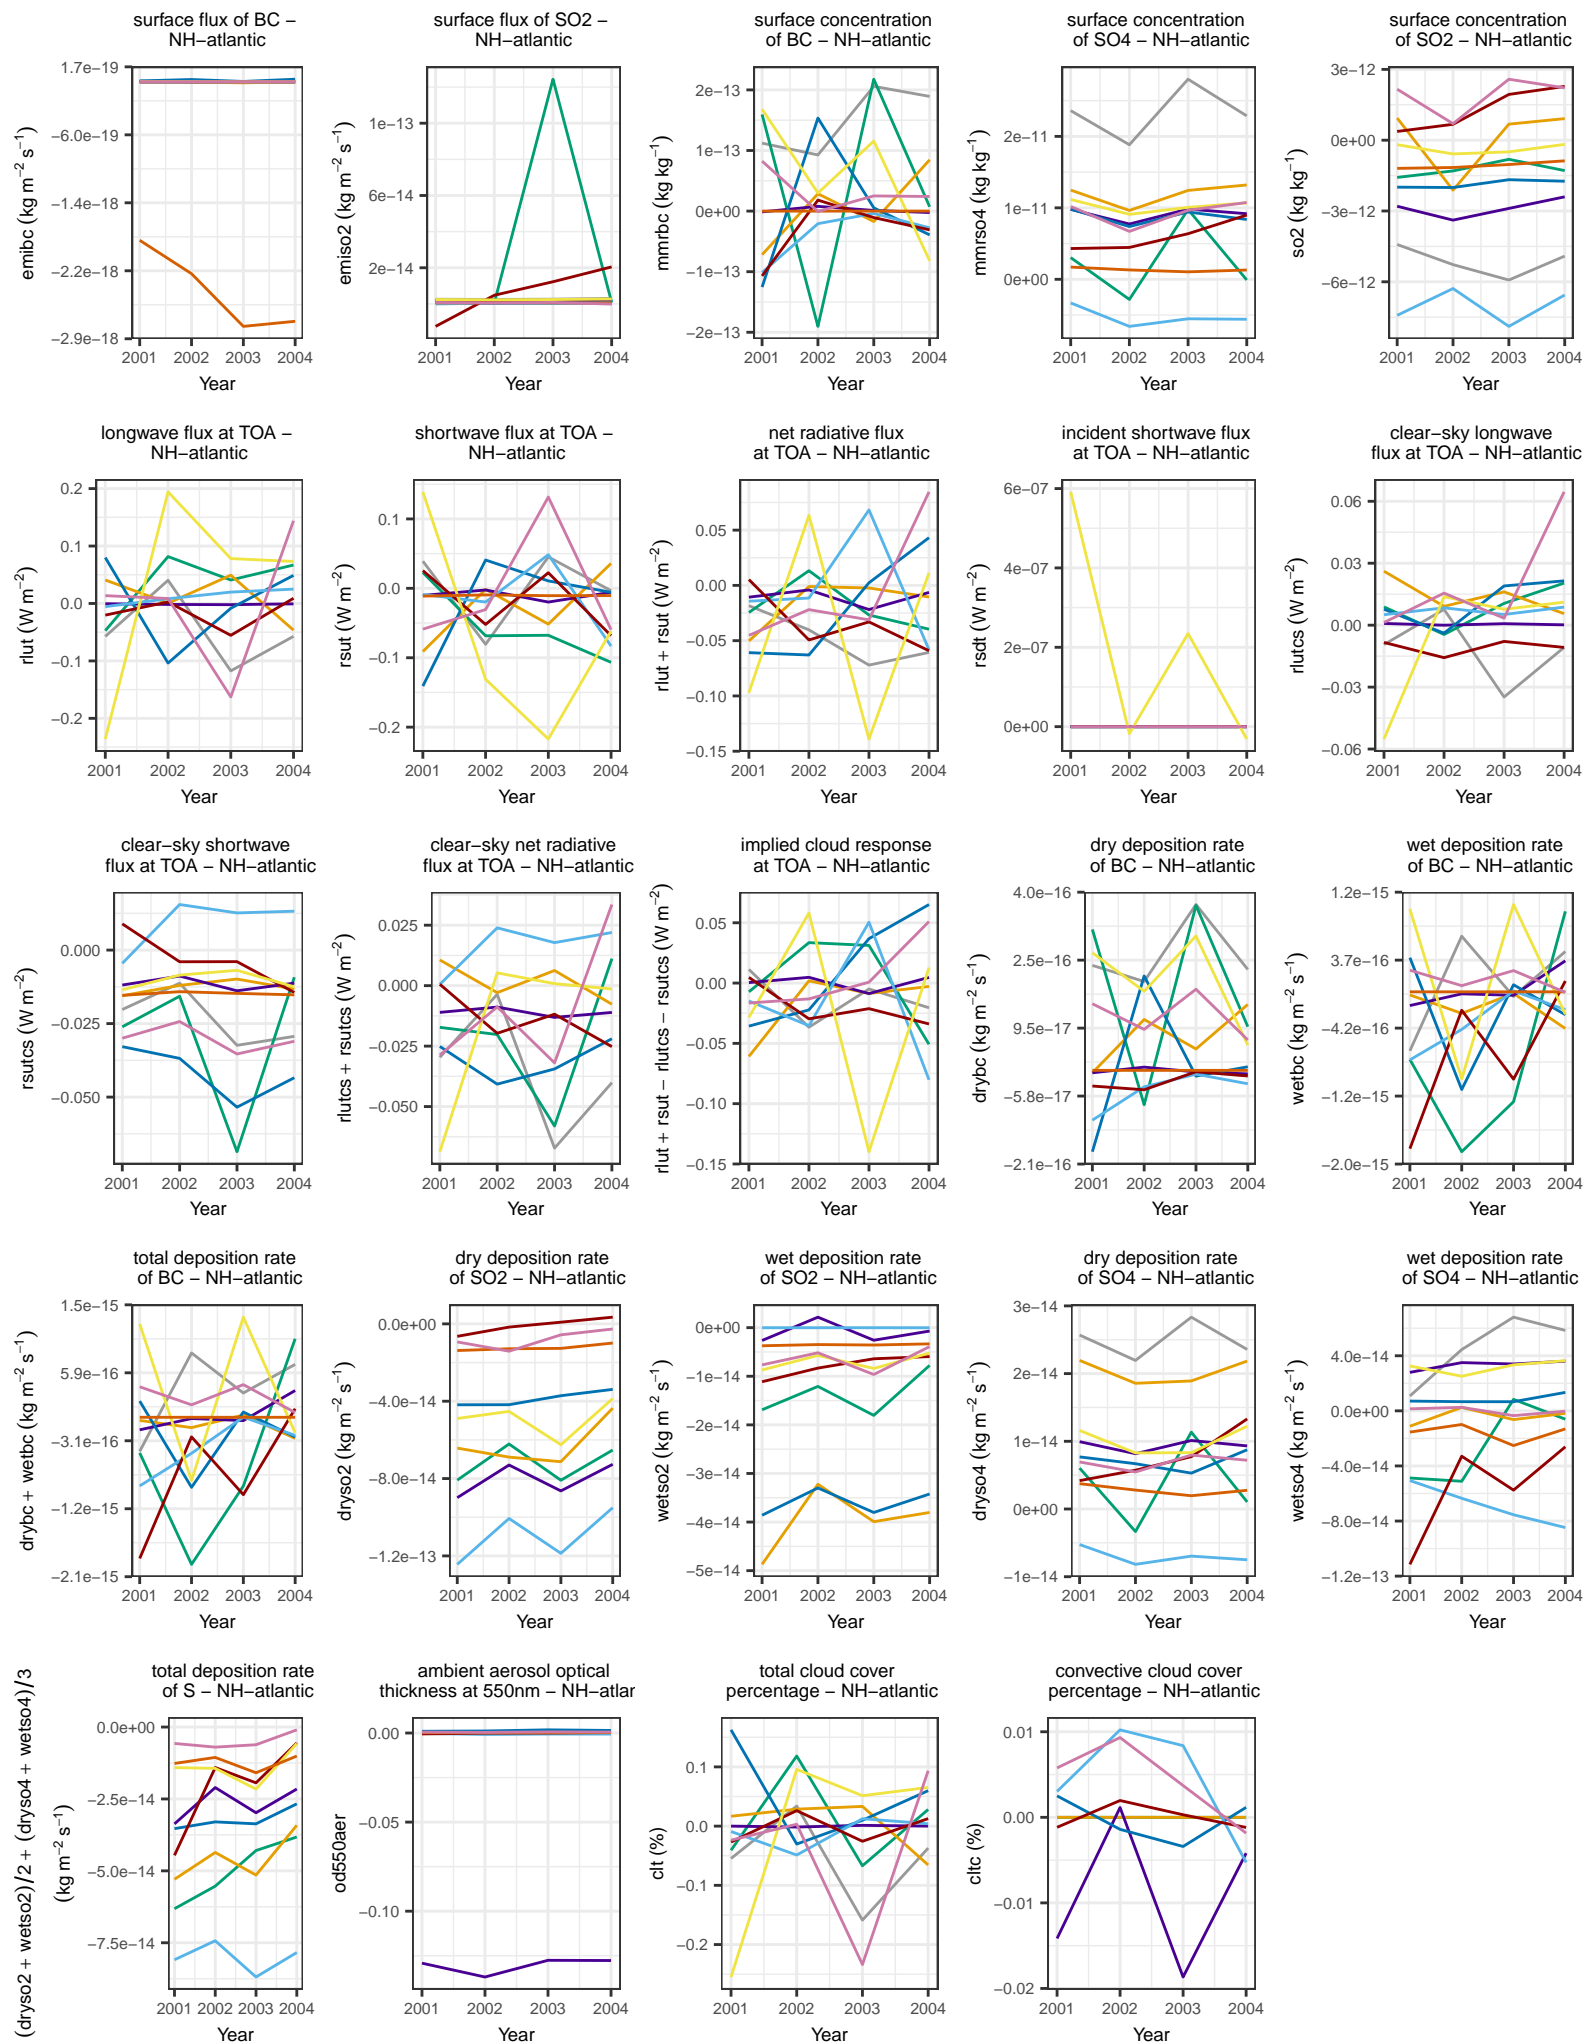 surface flux of BC −
NH−atlantic
emibc (kg m−2 s−1)
1.7e−19
−6.0e−19
−1.4e−18
−2.2e−18
−2.9e−18
2001 2002 2003 2004
Year
surface flux of SO2 −
NH−atlantic
emiso2 (kg m−2 s−1)
1e−13
6e−14
2e−14
2001 2002 2003 2004
Year
surface concentration
of BC − NH−atlantic
mmrbc (kg kg−1)
2e−13
1e−13
0e+00
−1e−13
−2e−13
2001 2002 2003 2004
Year
surface concentration
of SO4 − NH−atlantic
mmrso4 (kg kg−1)
2e−11
1e−11
0e+00
2001 2002 2003 2004
Year
surface concentration
of SO2 − NH−atlantic
so2 (kg kg−1)
3e−12
0e+00
−3e−12
−6e−12
2001 2002 2003 2004
Year
longwave flux at TOA −
NH−atlantic
rlut (W m−2)
0.2
0.1
0.0
−0.1
−0.2
2001 2002 2003 2004
Year
shortwave flux at TOA −
NH−atlantic
rsut (W m−2)
0.1
0.0
−0.1
−0.2
2001 2002 2003 2004
Year
net radiative flux
at TOA − NH−atlantic
rlut + rsut (W m−2)
0.05
0.00
−0.05
−0.10
−0.15
2001 2002 2003 2004
Year
incident shortwave flux
at TOA − NH−atlantic
rsdt (W m−2)
6e−07
4e−07
2e−07
0e+00
2001 2002 2003 2004
Year
clear−sky longwave
flux at TOA − NH−atlantic
rlutcs (W m−2)
0.06
0.03
0.00
−0.03
−0.06
2001 2002 2003 2004
Year
clear−sky shortwave
flux at TOA − NH−atlantic
rsutcs (W m−2)
0.000
−0.025
−0.050
2001 2002 2003 2004
Year
clear−sky net radiative
flux at TOA − NH−atlantic
rlutcs + rsutcs (W m−2)
0.025
0.000
−0.025
−0.050
2001 2002 2003 2004
Year
implied cloud response
at TOA − NH−atlantic
rlut + rsut − rlutcs − rsutcs (W m−2)
0.05
0.00
−0.05
−0.10
−0.15
2001 2002 2003 2004
Year
dry deposition rate
of BC − NH−atlantic
drybc (kg m−2 s−1)
4.0e−16
2.5e−16
9.5e−17
−5.8e−17
−2.1e−16
2001 2002 2003 2004
Year
wet deposition rate
of BC − NH−atlantic
wetbc (kg m−2 s−1)
1.2e−15
3.7e−16
−4.2e−16
−1.2e−15
−2.0e−15
2001 2002 2003 2004
Year
total deposition rate
of BC − NH−atlantic
drybc + wetbc (kg m−2 s−1)
1.5e−15
5.9e−16
−3.1e−16
−1.2e−15
−2.1e−15
2001 2002 2003 2004
Year
dry deposition rate
of SO2 − NH−atlantic
dryso2 (kg m−2 s−1)
0.0e+00
−4.0e−14
−8.0e−14
−1.2e−13
2001 2002 2003 2004
Year
wet deposition rate
of SO2 − NH−atlantic
wetso2 (kg m−2 s−1)
0e+00
−1e−14
−2e−14
−3e−14
−4e−14
−5e−14
2001 2002 2003 2004
Year
dry deposition rate
of SO4 − NH−atlantic
dryso4 (kg m−2 s−1)
3e−14
2e−14
1e−14
0e+00
−1e−14
2001 2002 2003 2004
Year
wet deposition rate
of SO4 − NH−atlantic
wetso4 (kg m−2 s−1)
4.0e−14
0.0e+00
−4.0e−14
−8.0e−14
−1.2e−13
2001 2002 2003 2004
Year
total deposition rate
of S − NH−atlantic
(dryso2 + wetso2)/2 + (dryso4 + wetso4)/3
(kg m−2 s−1)
0.0e+00
−2.5e−14
−5.0e−14
−7.5e−14
2001 2002 2003 2004
Year
ambient aerosol optical
thickness at 550nm − NH−atlar
od550aer
0.00
−0.05
−0.10
2001 2002 2003 2004
Year
total cloud cover
percentage − NH−atlantic
clt (%)
0.1
0.0
−0.1
−0.2
2001 2002 2003 2004
Year
convective cloud cover
percentage − NH−atlantic
cltc (%)
0.01
0.00
−0.01
−0.02
2001 2002 2003 2004
Year